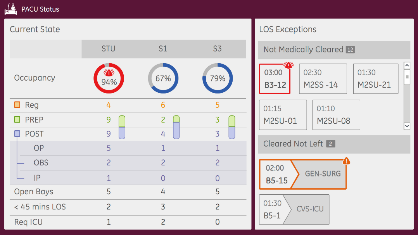 PACU Status
Current State
STU S1 S3
Occupancy 94% 67% 79%
Reg 4 6 5
PREP 9 2 3
POST 9 4 3
OP 5 1 1
OBS 2 2 2
IP 1 0 0
Open Bays 5 4 5
< 45 mins LOS 2 3 2
Req ICU 1 2 0
LOS Exceptions
Not Medically Cleared
03:00 02:30 01:30
B3-12 M2SS-14 M2SU-21
01:15 01:10
M2SU-01 M2SU-08
Cleared Not Left 2
02:00
B5-15 GEN-SURG
01:30
B5-1 CVS-ICU